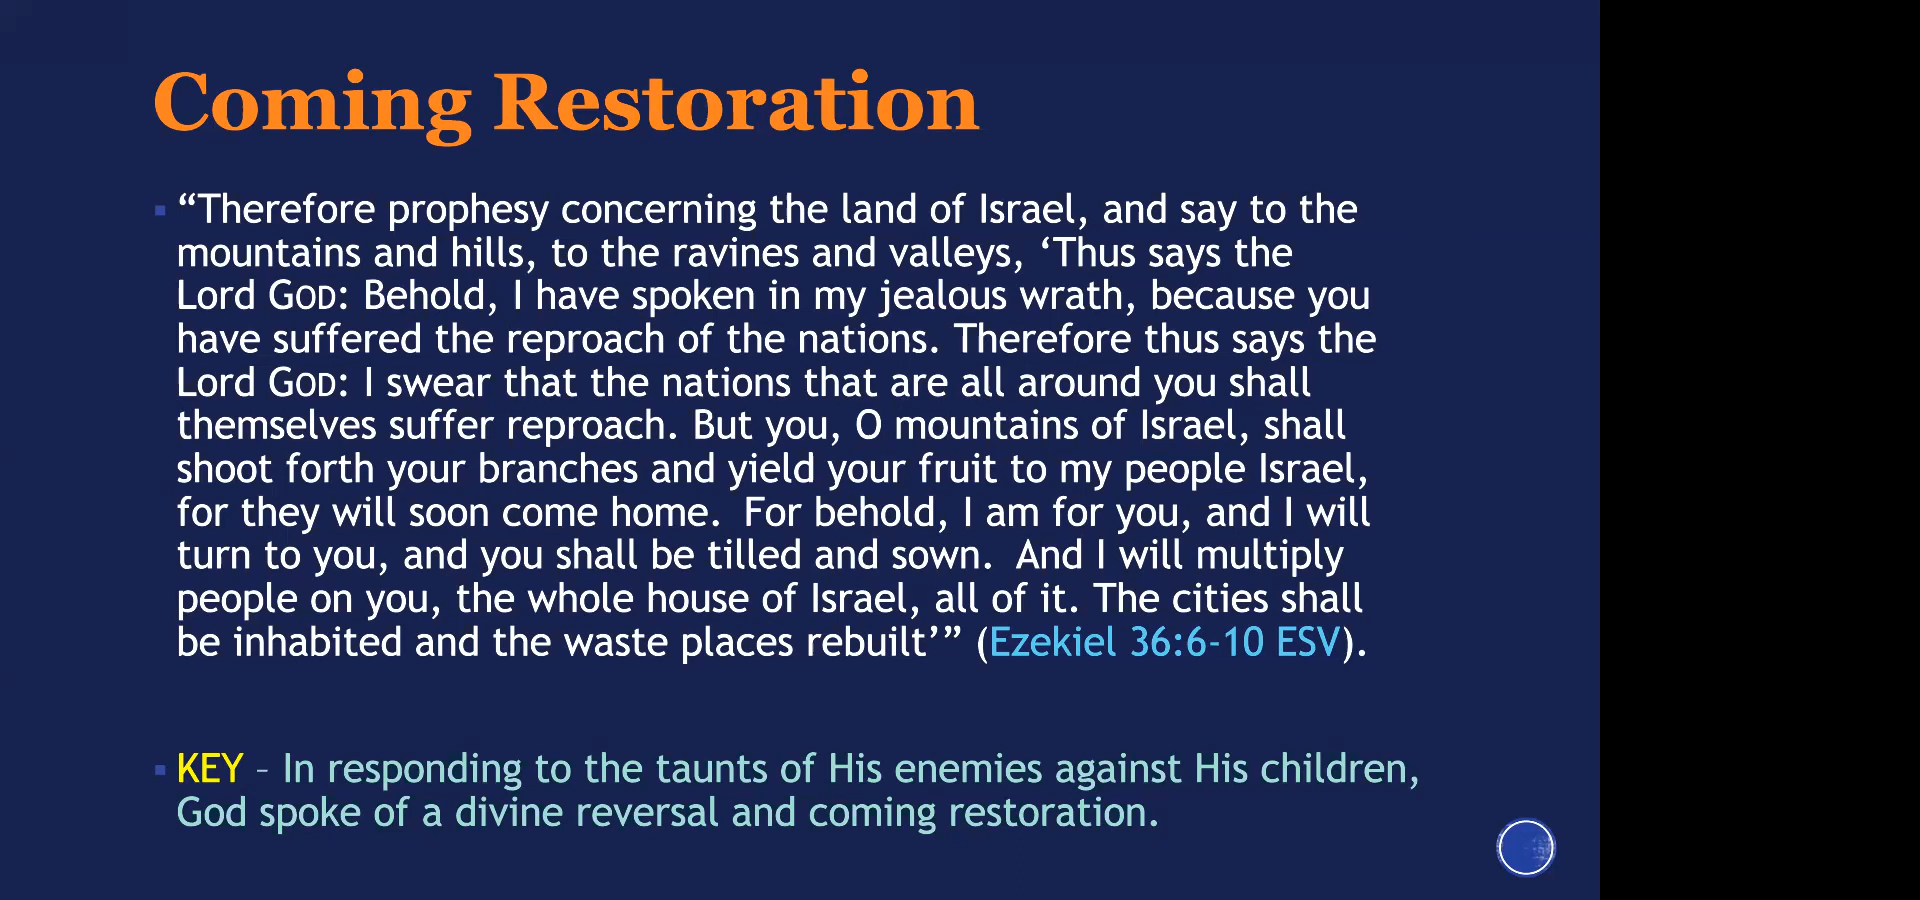 Coming Restoration
“Therefore prophesy concerning the land of Israel, and say to the
mountains and hills, to the ravines and valleys, ‘Thus says the
Lord GOD: Behold, I have spoken in my jealous wrath, because you
have suffered the reproach of the nations. Therefore thus says the
Lord GOD: I swear that the nations that are all around you shall
themselves suffer reproach. But you, O mountains of Israel, shall
shoot forth your branches and yield your fruit to my people Israel,
for they will soon come home.  For behold, I am for you, and I will
turn to you, and you shall be tilled and sown.  And I will multiply
people on you, the whole house of Israel, all of it. The cities shall
be inhabited and the waste places rebuilt’” (Ezekiel 36:6-10 ESV).
KEY – In responding to the taunts of His enemies against His children,
God spoke of a divine reversal and coming restoration.